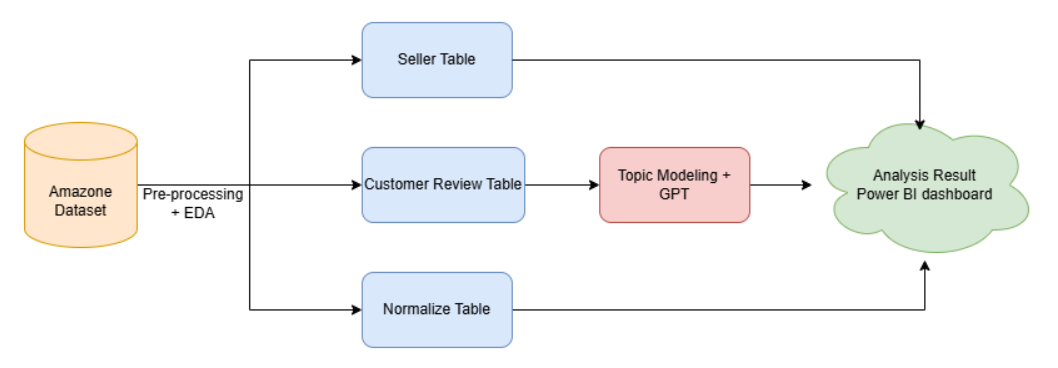 Seller Table
Amazone
Dataset
Pre-processing
+ EDA
Customer Review Table
Topic Modeling +
GPT
Analysis Result
Power BI dashboard
Normalize Table